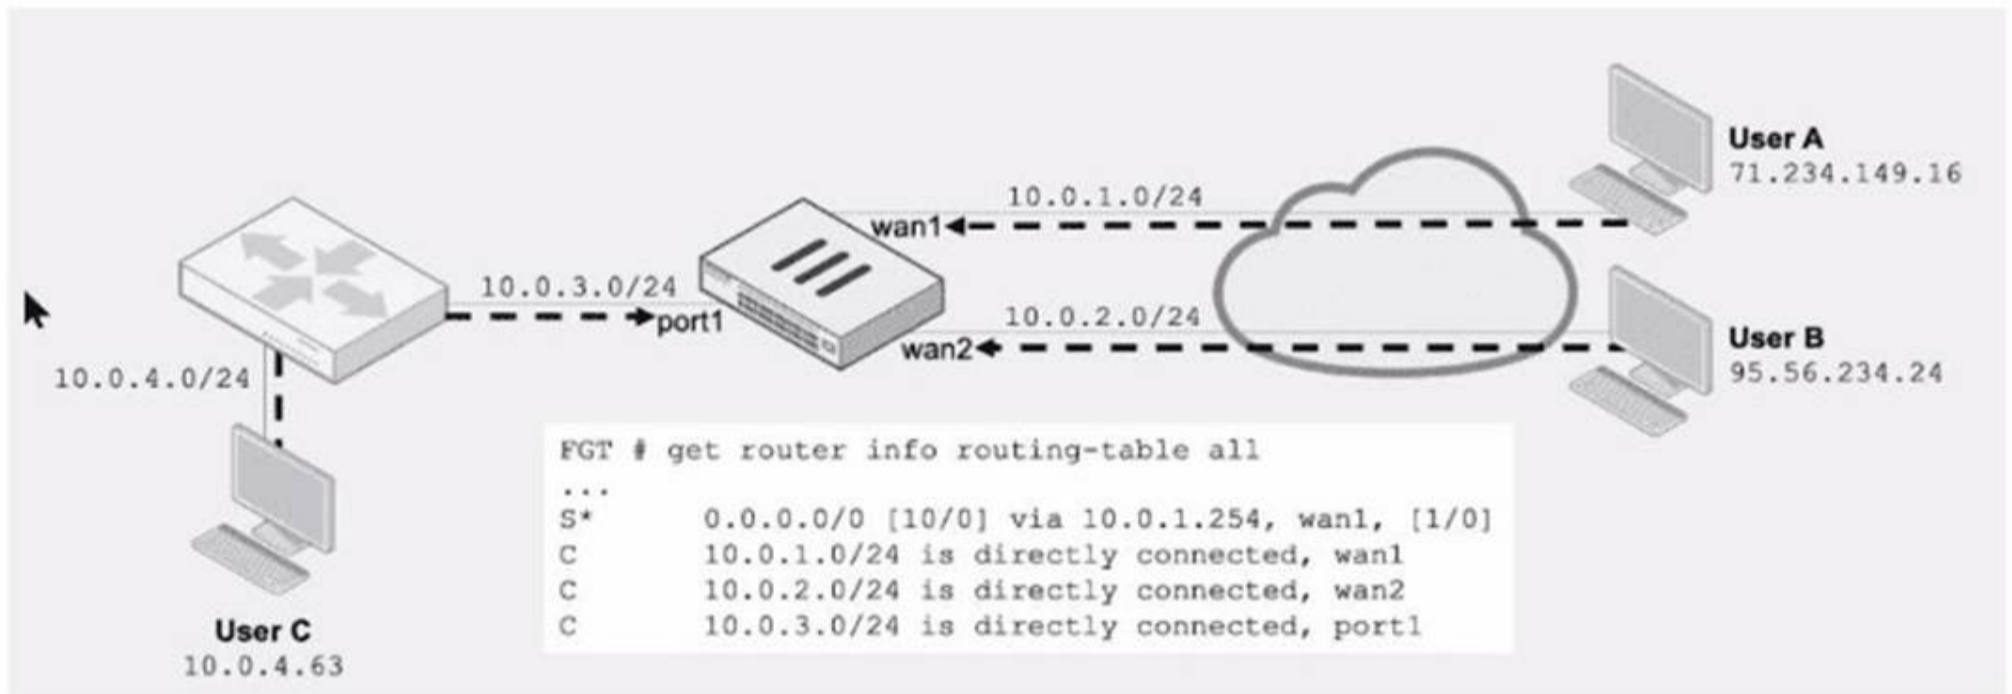 User A
71.234.149.16
10.0.1.0/24
wan1
10.0.3.0/24
port1
10.0.2.0/24
wan2
User B
95.56.234.24
10.0.4.0/24
User C
10.0.4.63
FGT # get router info routing-table all
...
S* 0.0.0.0/0 [10/0] via 10.0.1.254, wan1, [1/0]
C 10.0.1.0/24 is directly connected, wan1
C 10.0.2.0/24 is directly connected, wan2
C 10.0.3.0/24 is directly connected, port1